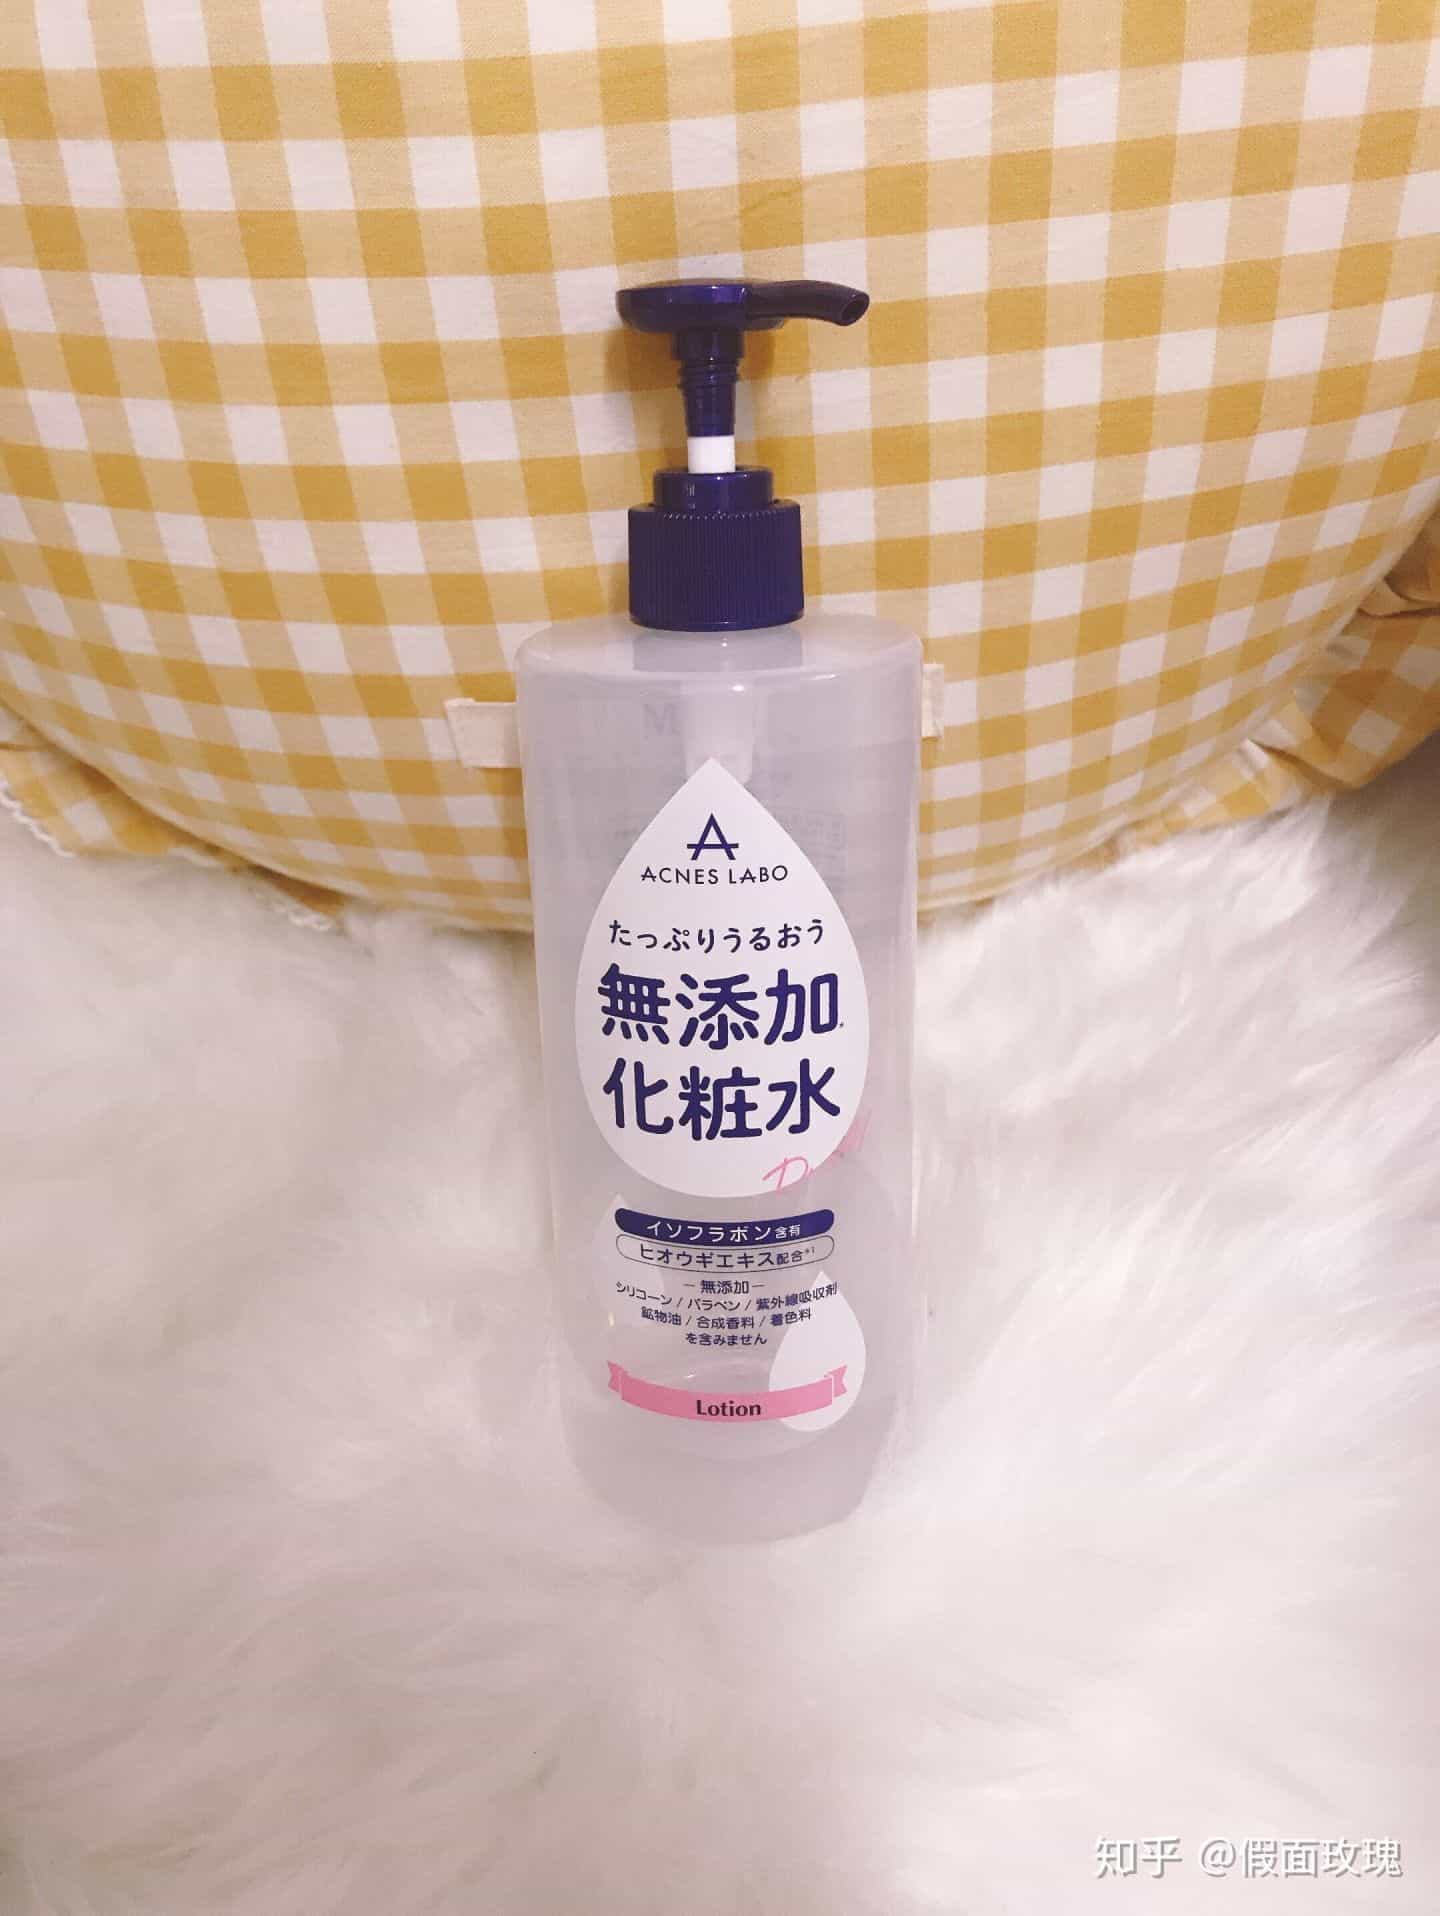 M
A
ACNES LABO
たっぷりうるおう
無添加*
化粧水
イソフラボン含有
ヒオウギエキス配合*1
－無添加－
シリコーン / パラベン / 紫外線吸収剤
鉱物油 / 合成香料 / 着色料
を含みません
Lotion
知乎 @假面玫瑰